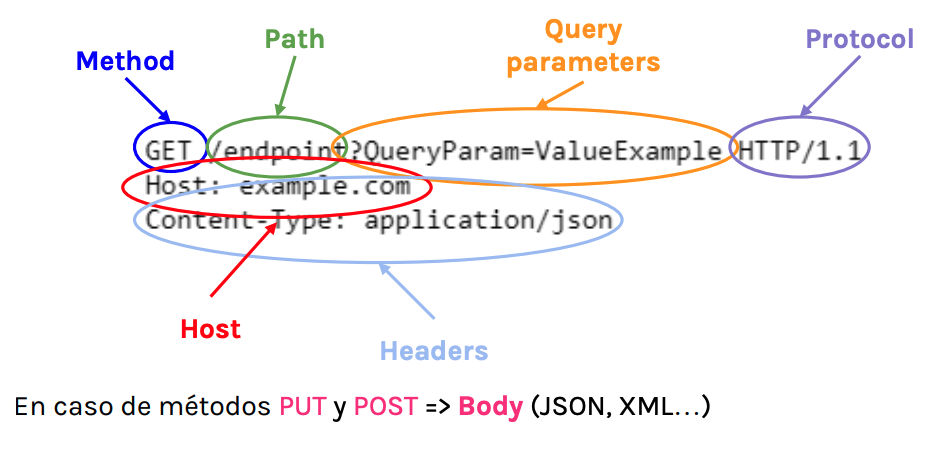 Method
Path
Query
parameters
Protocol
GET /endpoint?QueryParam=ValueExample HTTP/1.1
Host: example.com
Content-Type: application/json
Host
Headers
En caso de métodos PUT y POST => Body (JSON, XML...)